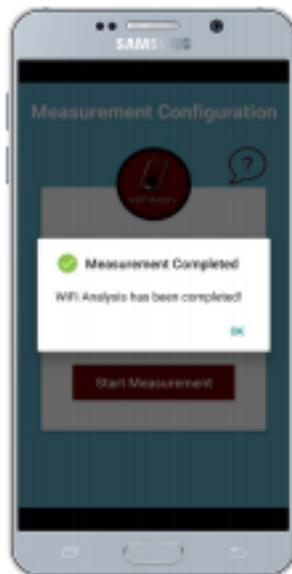 SAMSUNG
Measurement Configuration
?
Measurement Completed
WiFi Analysis has been completed!
OK
Start Measurement